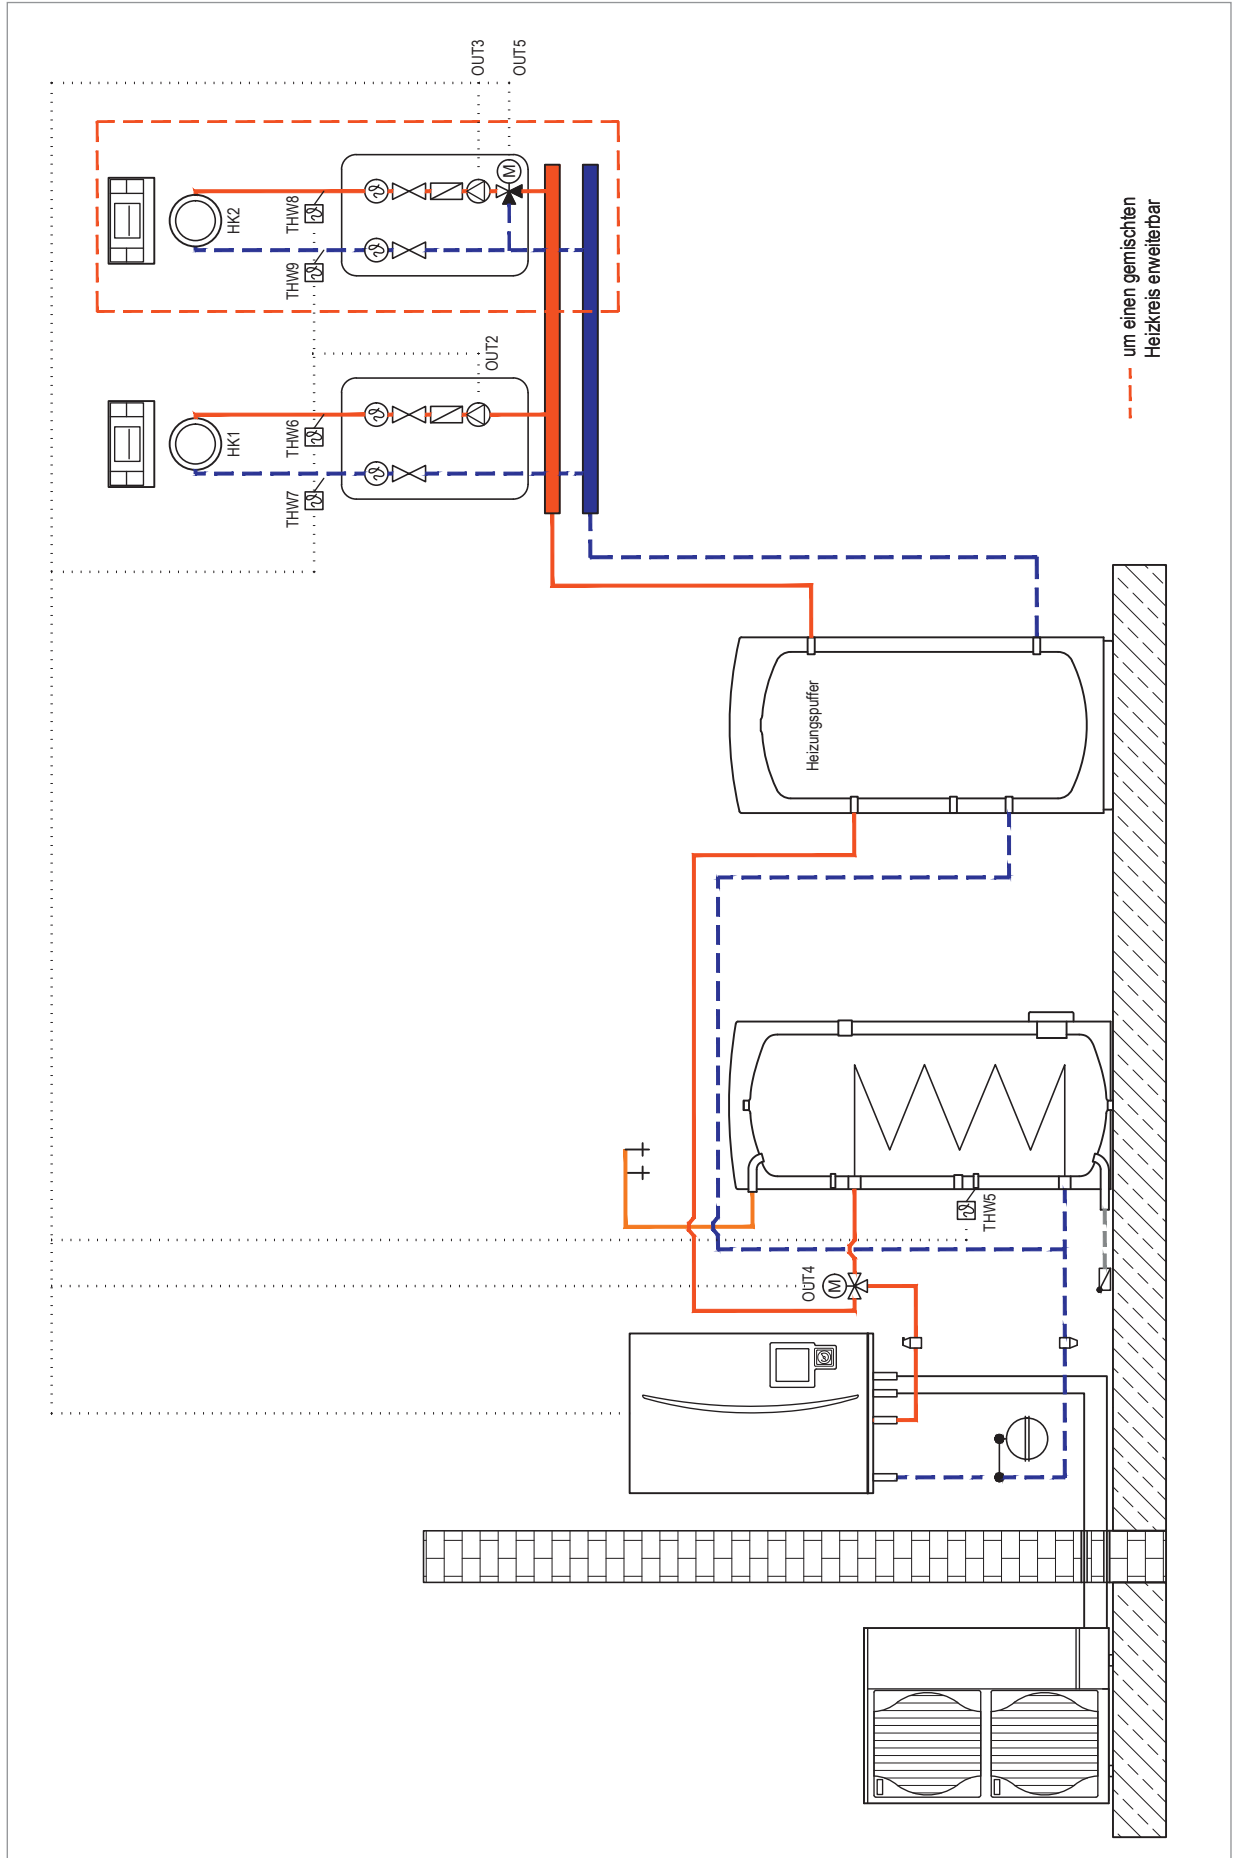 OUT3
OUT5
HK2
THW8
THW9
OUT2
HK1
THW6
THW7
um einen gemischten
Heizkreis erweiterbar
Heizungspuffer
THW5
OUT4
M
M